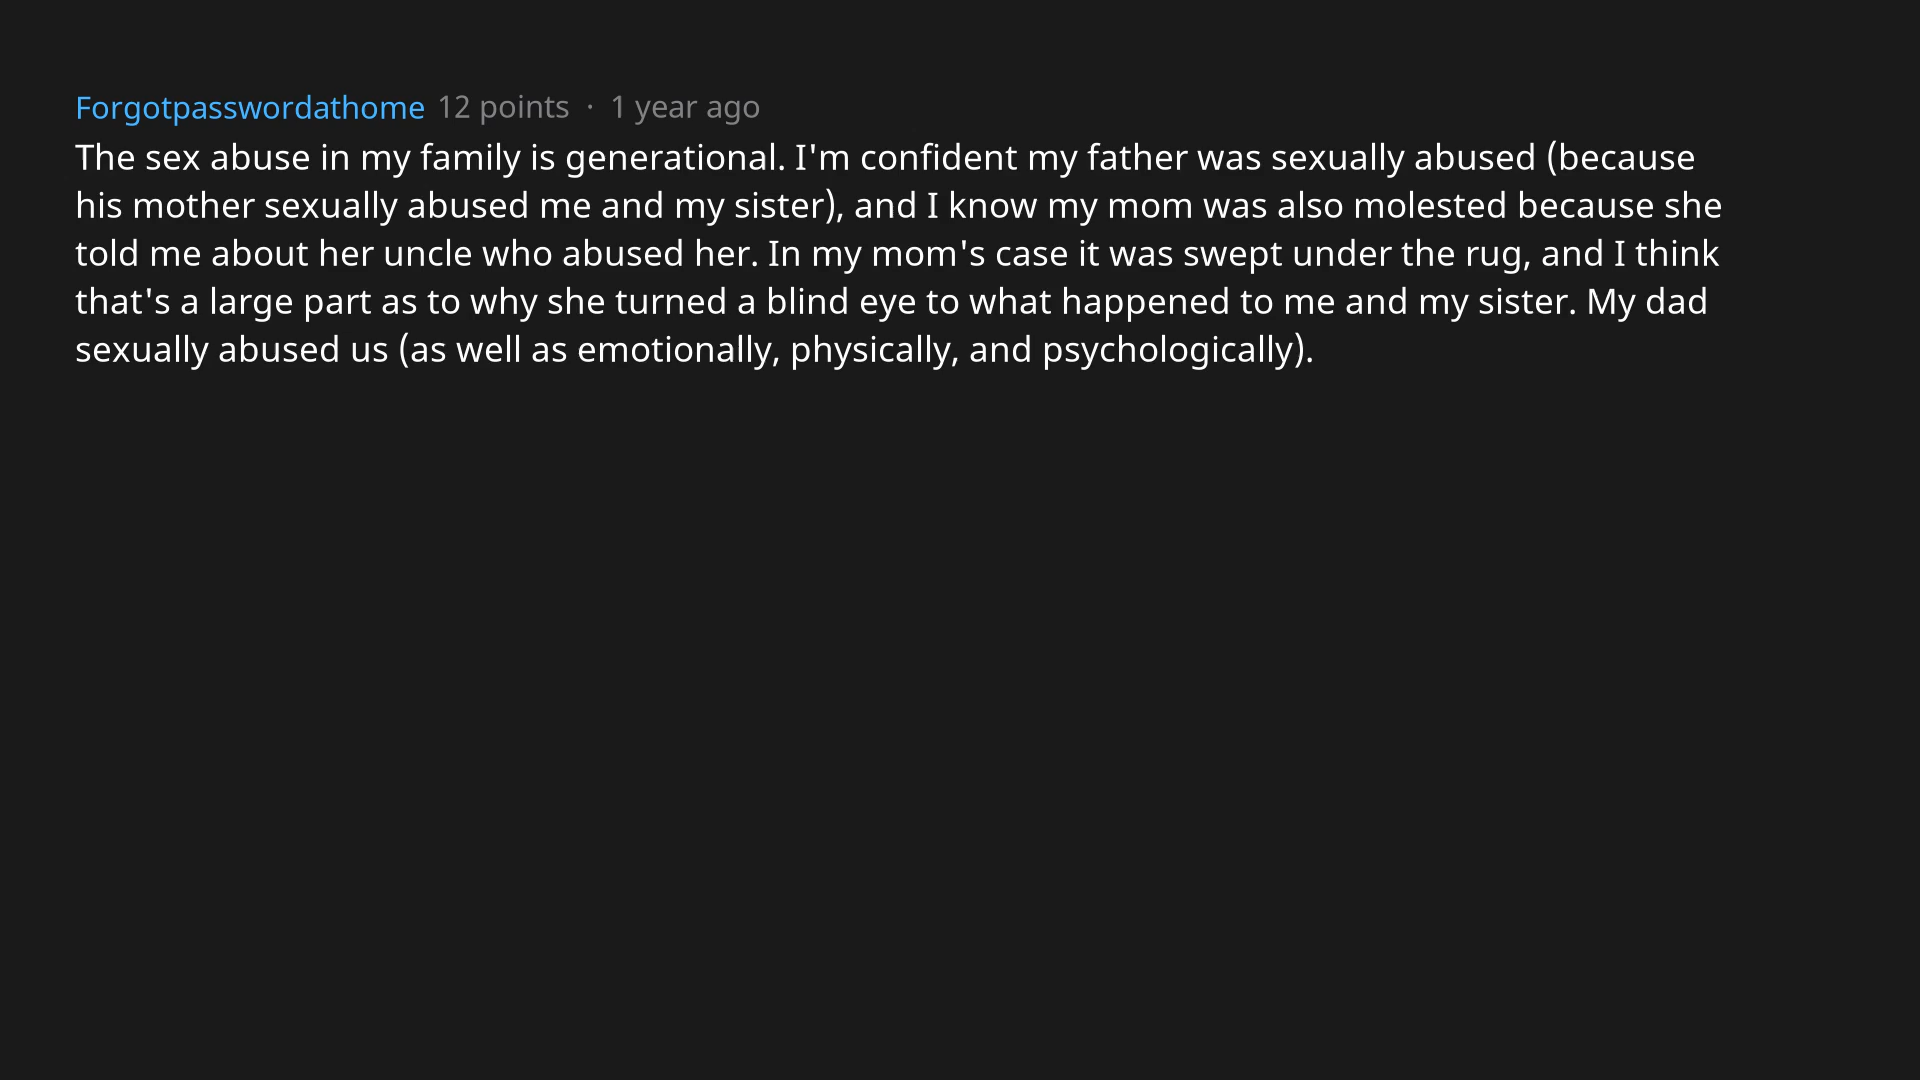 Forgotpasswordathome 12 points · 1 year ago
The sex abuse in my family is generational. I'm confident my father was sexually abused (because
his mother sexually abused me and my sister), and I know my mom was also molested because she
told me about her uncle who abused her. In my mom's case it was swept under the rug, and I think
that's a large part as to why she turned a blind eye to what happened to me and my sister. My dad
sexually abused us (as well as emotionally, physically, and psychologically).